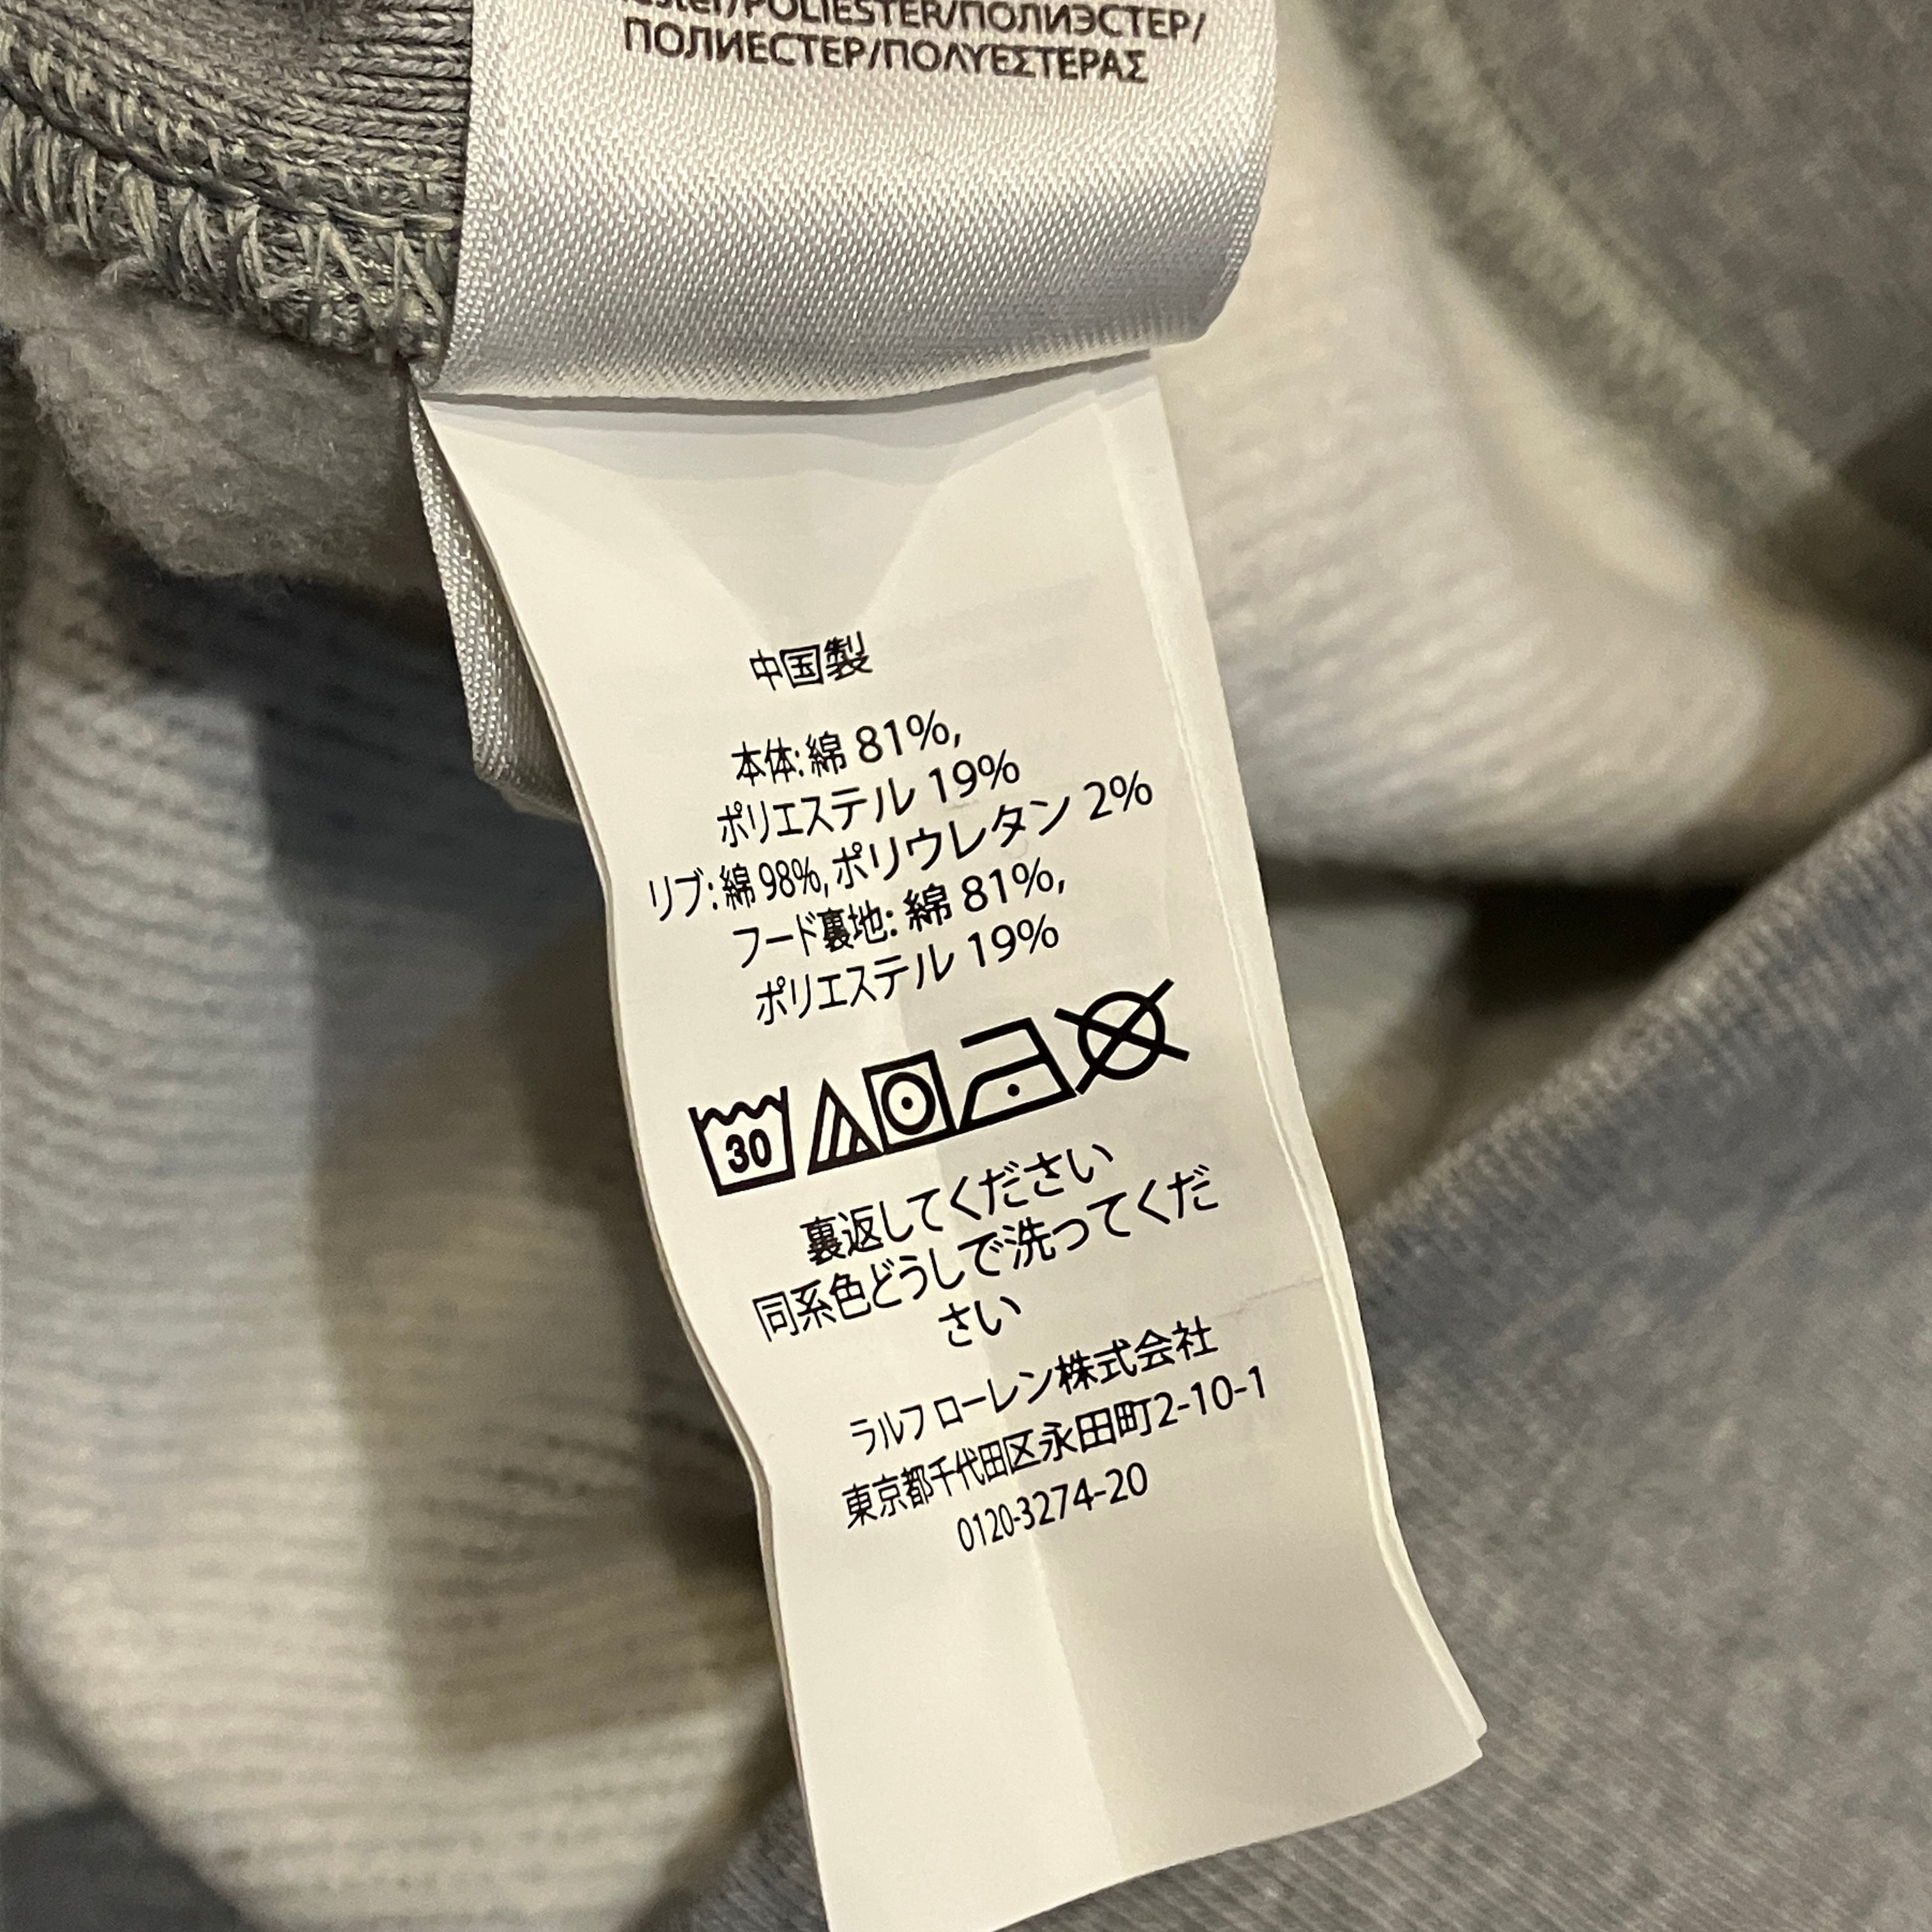 /POLIESTER/ПОЛИЭСТЕР/
ПОЛИЕСТЕР/ΠΟΛΥΕΣΤΕΡΑΣ
中国製
本体: 綿 81%,
ポリエステル 19%
リブ: 綿 98%, ポリウレタン 2%
フード裏地: 綿 81%,
ポリエステル 19%
30
裏返してください
同系色どうしで洗ってくだ
さい
ラルフ ローレン株式会社
東京都千代田区永田町2-10-1
0120-3274-20